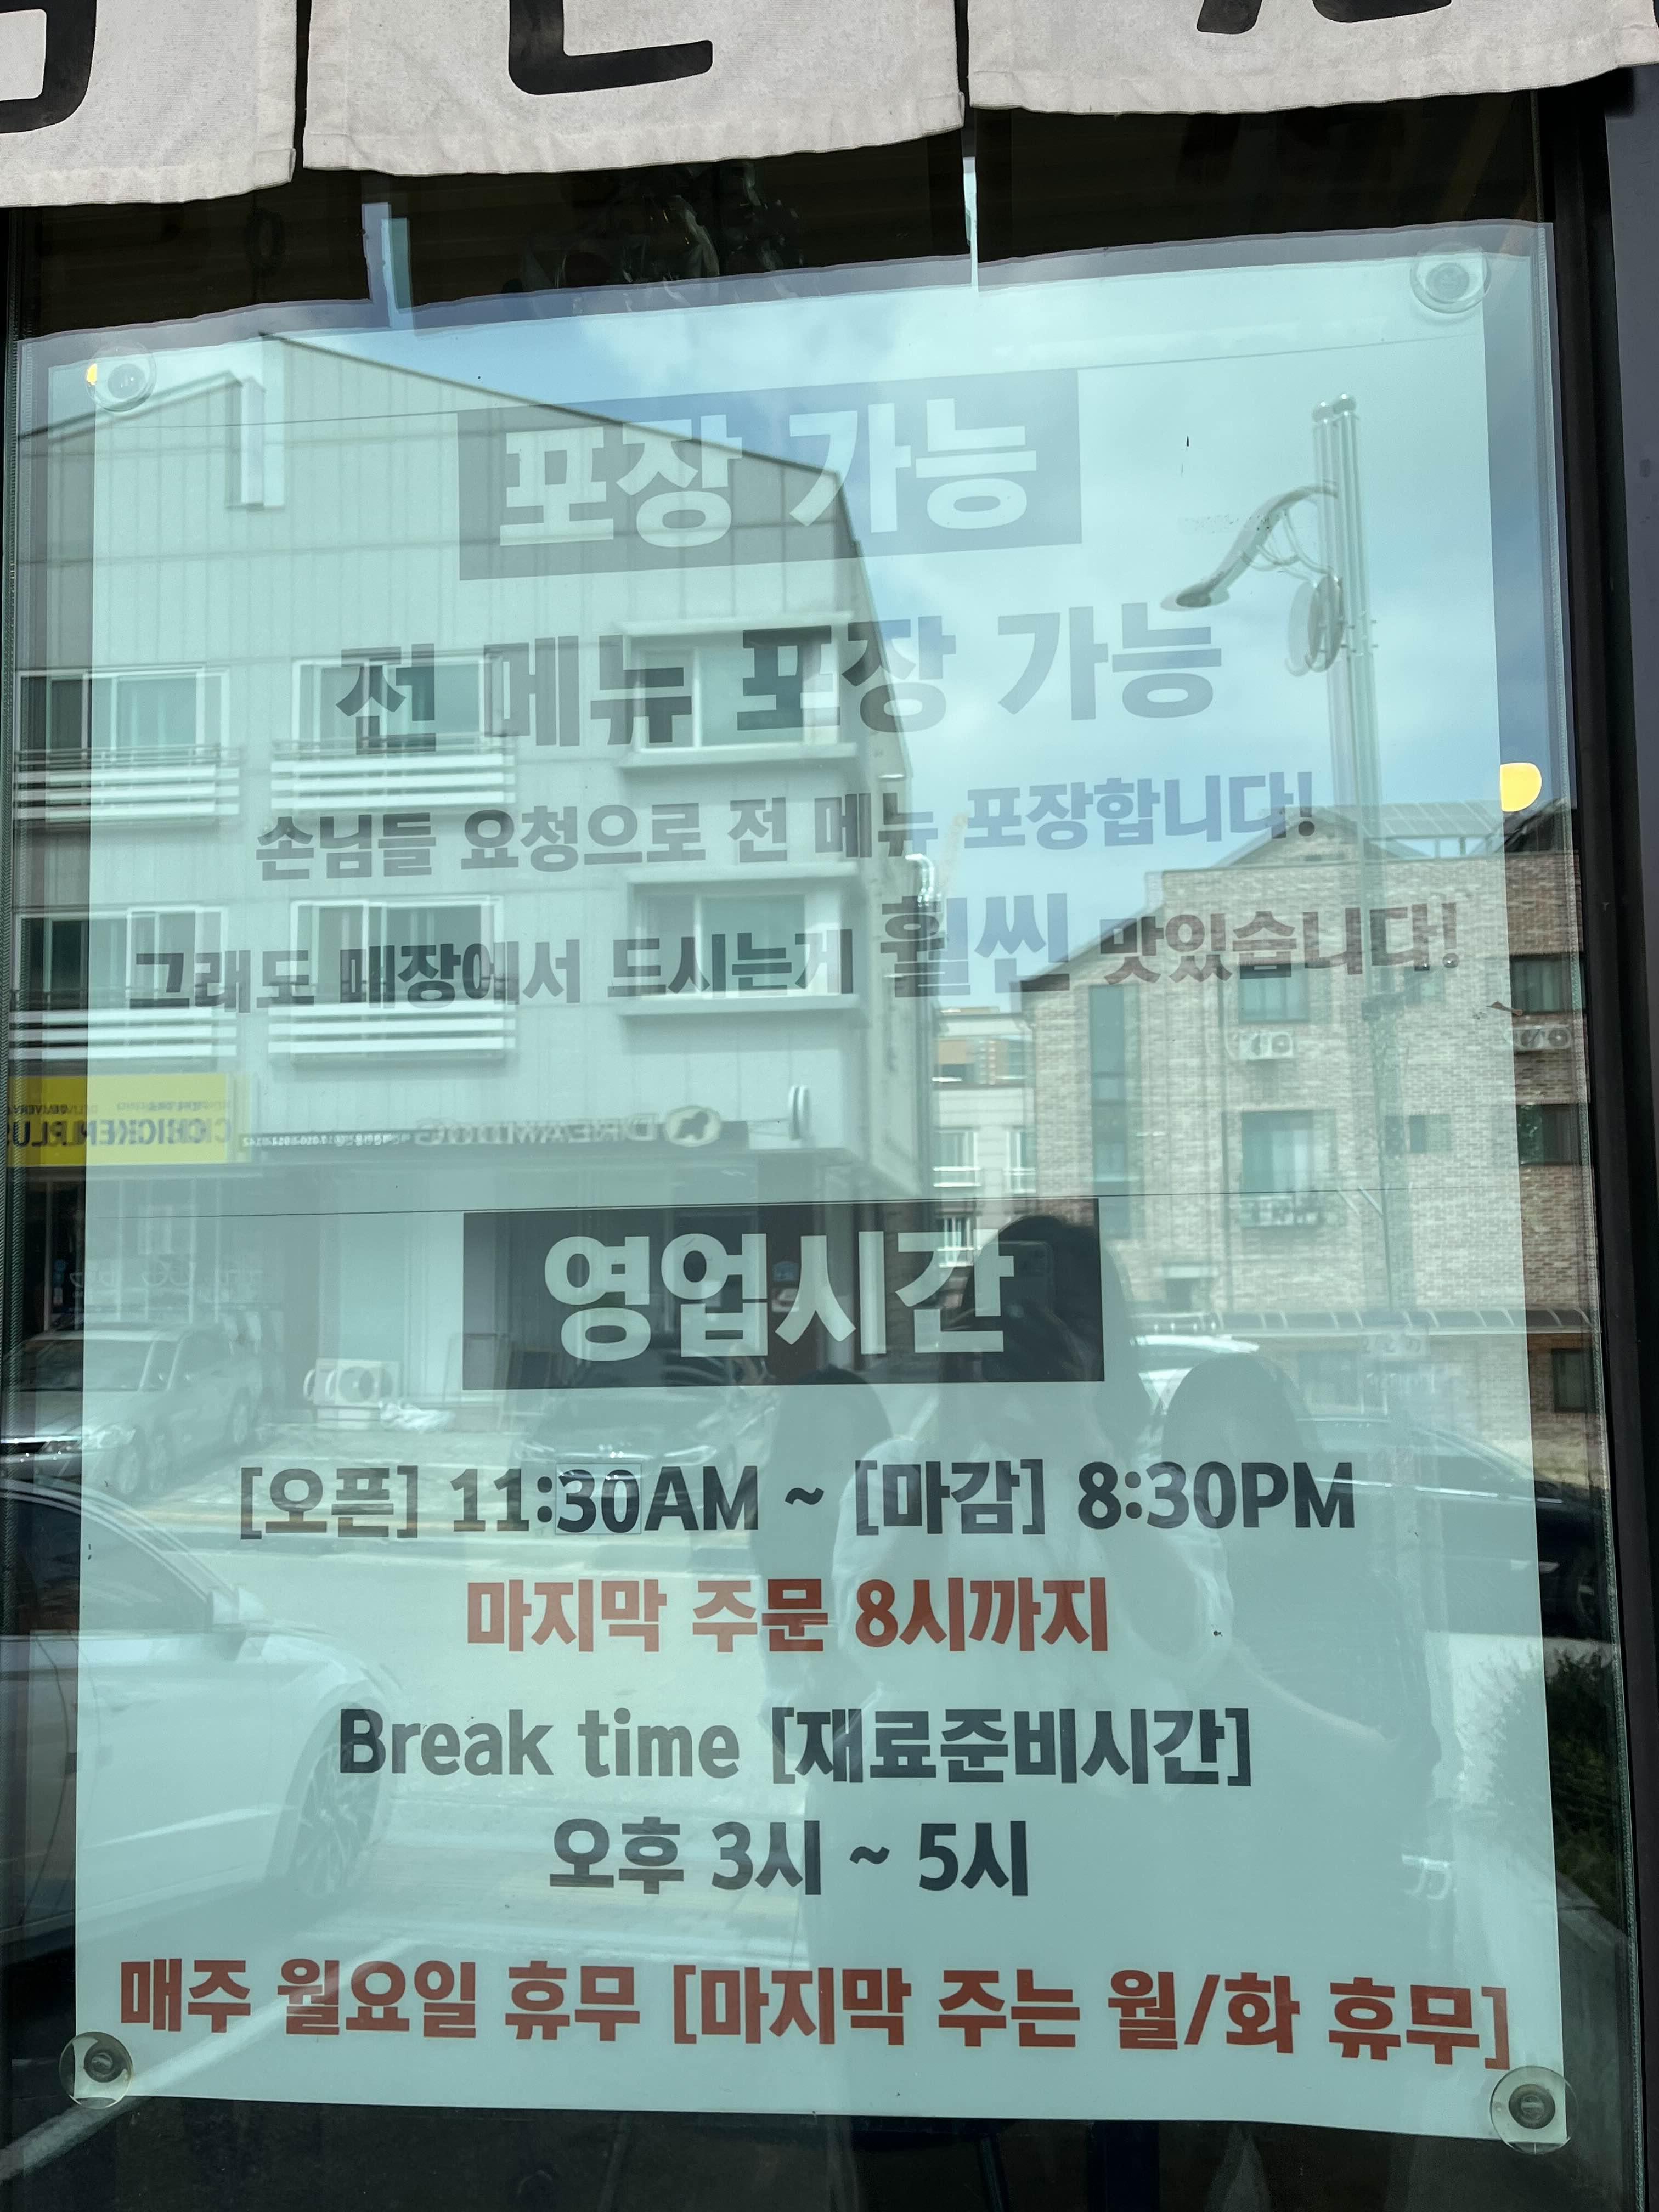 포장 가능
전 메뉴 포장 가능
손님들 요청으로 전 메뉴 포장합니다!
그래도 매장에서 드시는게 훨씬 맛있습니다!
CHICKEN PLUS
DREAM DOG
영업시간
[오픈] 11:30AM ~ [마감] 8:30PM
마지막 주문 8시까지
Break time [재료준비시간]
오후 3시 ~ 5시
매주 월요일 휴무 [마지막 주는 월/화 휴무]